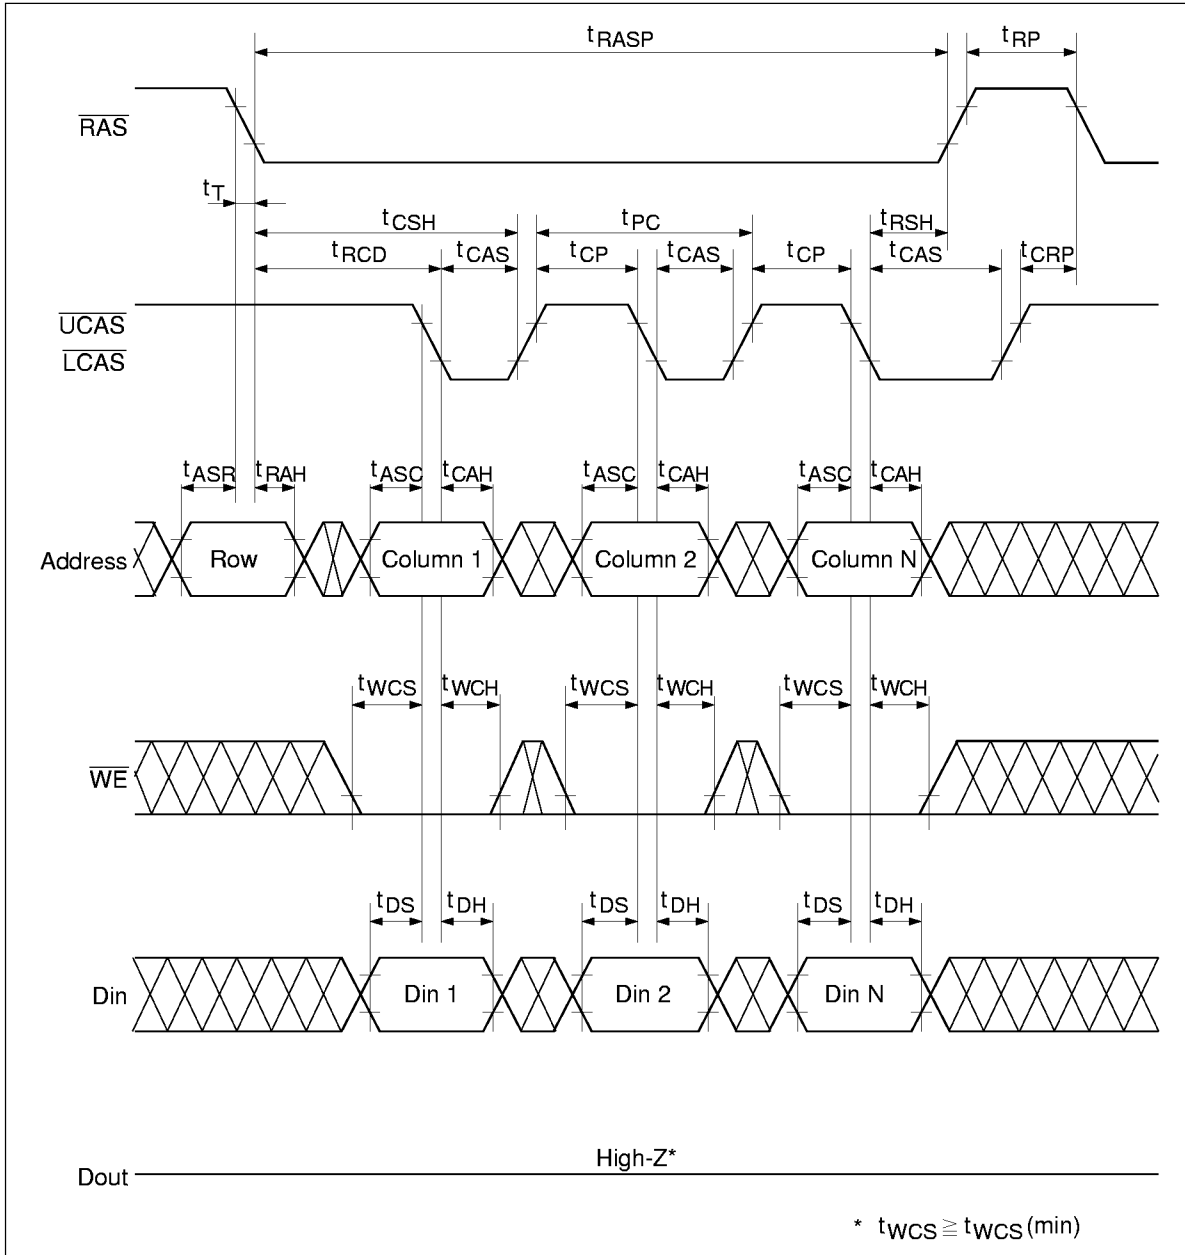 tRASP tRP
RAS
tT
tCSH tPC tRSH
tRCD tCAS tCP tCAS tCP tCAS tCRP
UCAS
LCAS
tASR tRAH tASC tCAH tASC tCAH tASC tCAH
Address Row Column 1 Column 2 Column N
tWCS tWCH tWCS tWCH tWCS tWCH
WE
tDS tDH tDS tDH tDS tDH
Din Din 1 Din 2 Din N
High-Z*
Dout
* tWCS ≧ tWCS (min)